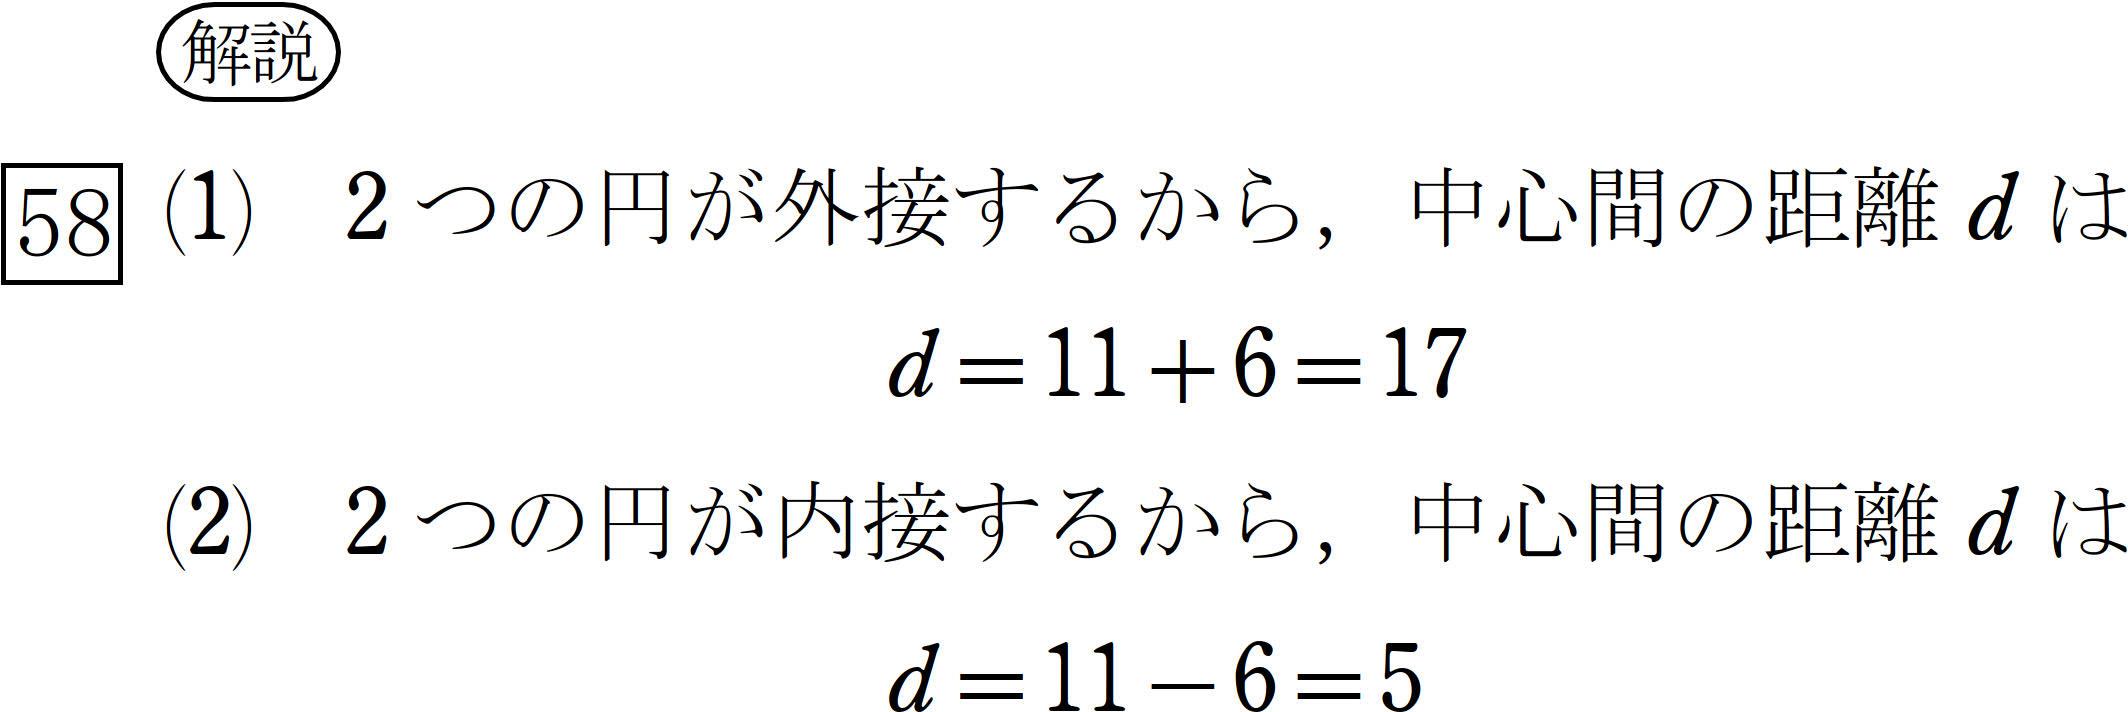 解説
58 (1) 2つの円が外接するから，中心間の距離 d は
d＝11＋6＝17
(2) 2つの円が内接するから，中心間の距離 d は
d＝11－6＝5